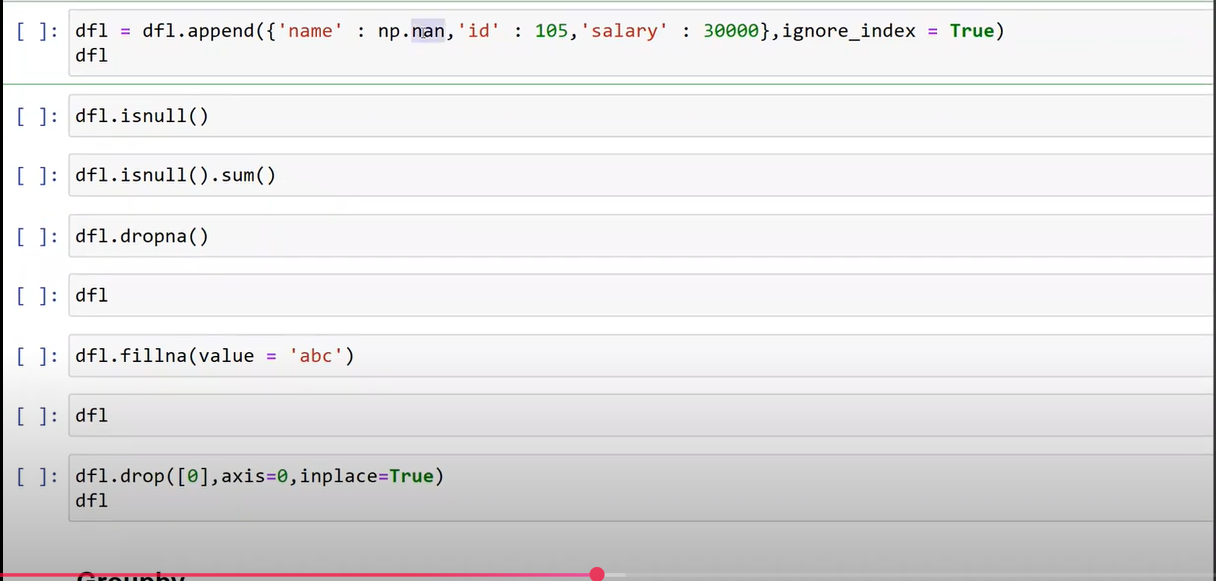 [ ]: dfl = dfl.append({'name' : np.nan,'id' : 105,'salary' : 30000},ignore_index = True)
dfl
[ ]: dfl.isnull()
[ ]: dfl.isnull().sum()
[ ]: dfl.dropna()
[ ]: dfl
[ ]: dfl.fillna(value = 'abc')
[ ]: dfl
[ ]: dfl.drop([0],axis=0,inplace=True)
dfl
Groupby